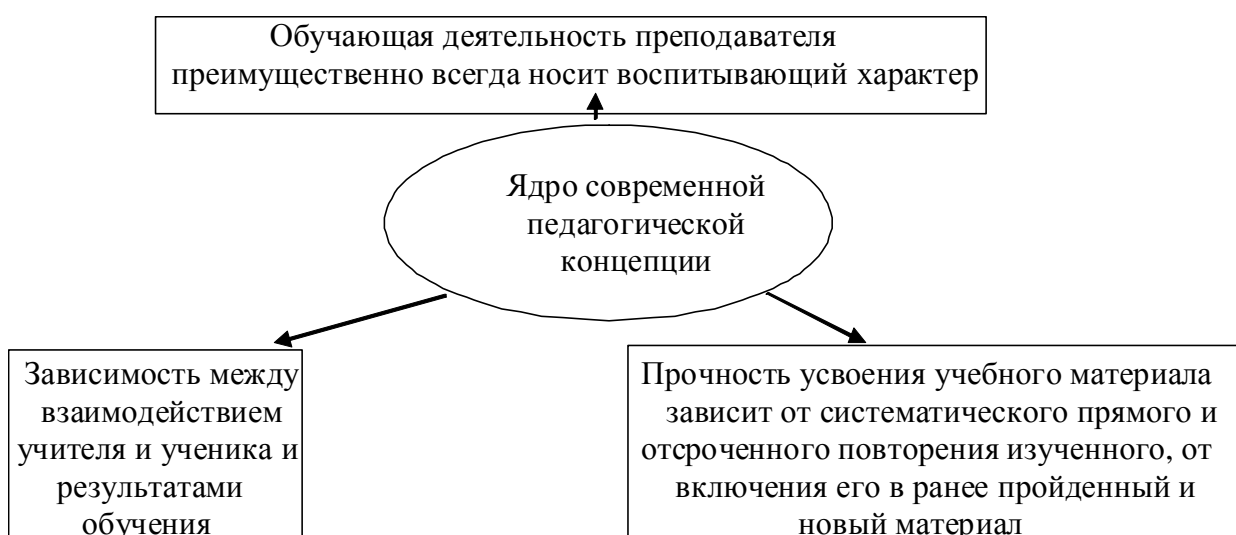 Обучающая деятельность преподавателя
преимущественно всегда носит воспитывающий характер
Ядро современной
педагогической
концепции
Зависимость между
взаимодействием
учителя и ученика и
результатами
обучения
Прочность усвоения учебного материала
зависит от систематического прямого и
отсроченного повторения изученного, от
включения его в ранее пройденный и
новый материал